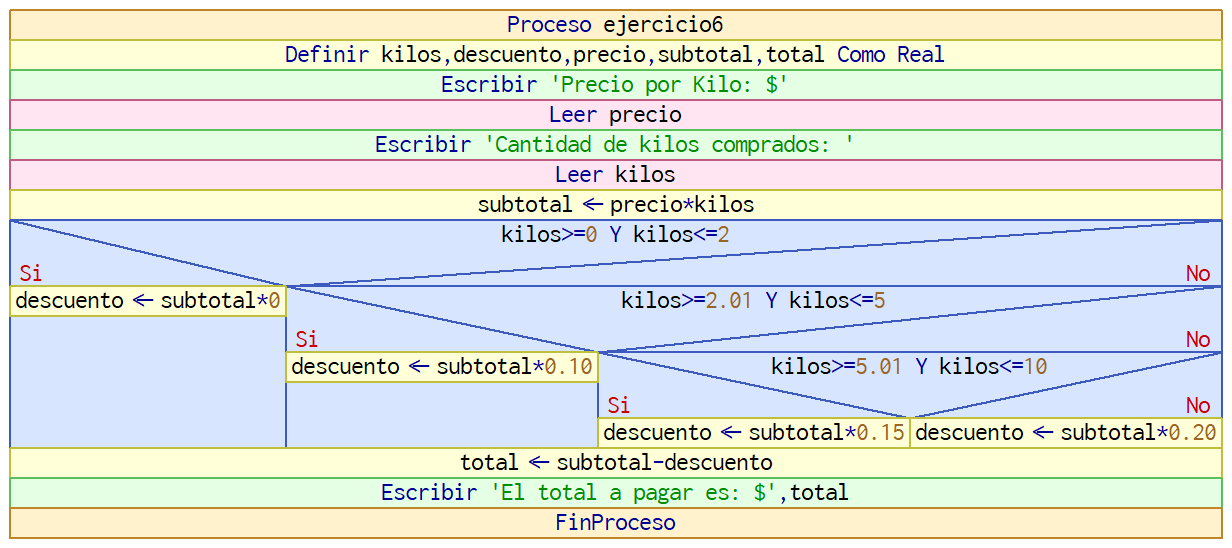 Proceso ejercicio6
Definir kilos,descuento,precio,subtotal,total Como Real
Escribir 'Precio por Kilo: $'
Leer precio
Escribir 'Cantidad de kilos comprados: '
Leer kilos
subtotal ← precio*kilos
kilos>=0 Y kilos<=2
Si No
descuento ← subtotal*0
kilos>=2.01 Y kilos<=5
Si No
descuento ← subtotal*0.10
kilos>=5.01 Y kilos<=10
Si No
descuento ← subtotal*0.15 descuento ← subtotal*0.20
total ← subtotal-descuento
Escribir 'El total a pagar es: $',total
FinProceso